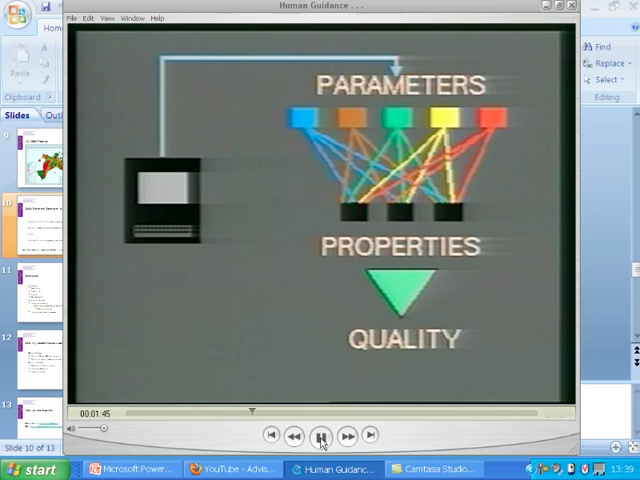 Human Guidance . . .
File Edit View Window Help
Home
Paste
Clipboard
Find
Replace
Select
Editing
Slides
9
10
11
12
13
PARAMETERS
PROPERTIES
QUALITY
00:01:45
Slide 10 of 13
start
Microsoft Power...
YouTube - Advis...
Human Guidance...
Camtasia Studio...
13:39